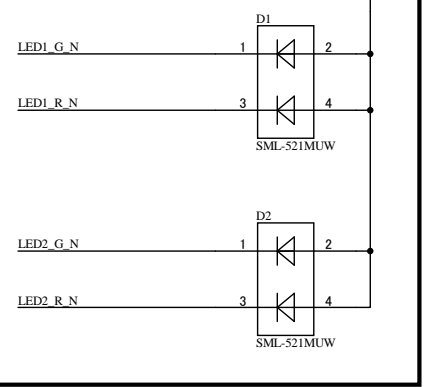 D1
LED1_G_N 1 2
LED1_R_N 3 4
SML-521MUW
D2
LED2_G_N 1 2
LED2_R_N 3 4
SML-521MUW